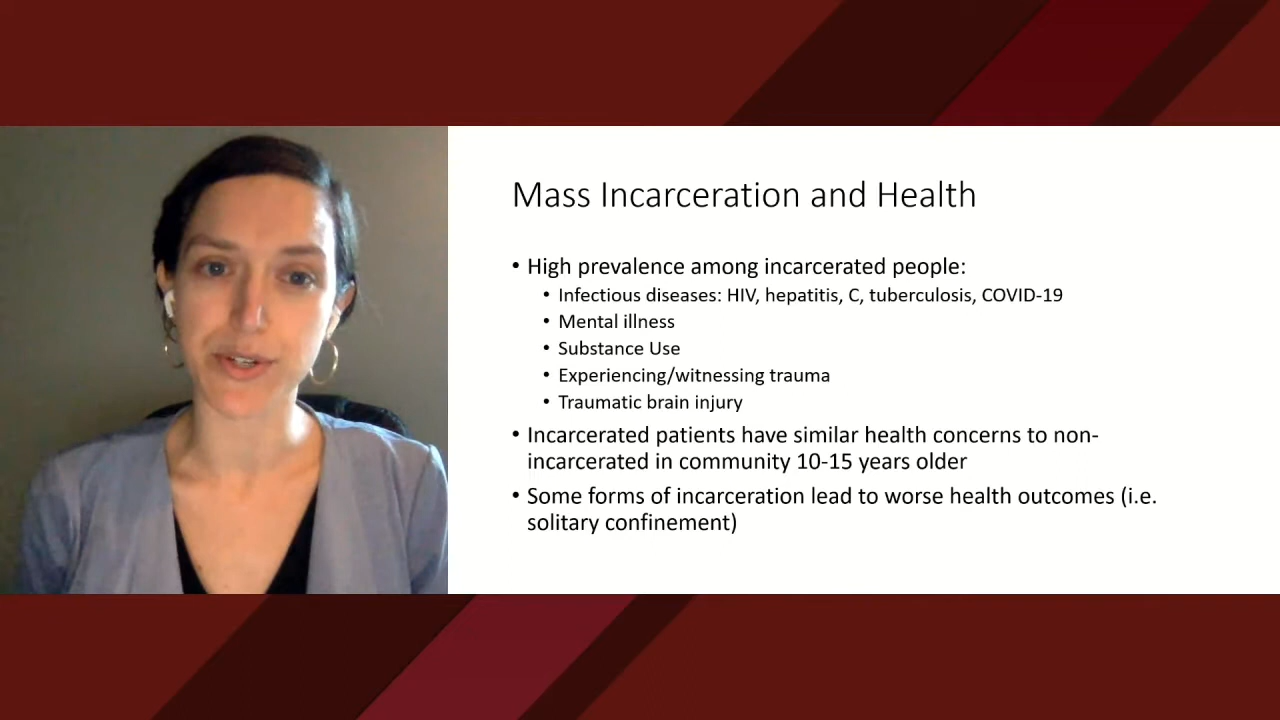 Mass Incarceration and Health
• High prevalence among incarcerated people:
• Infectious diseases: HIV, hepatitis, C, tuberculosis, COVID-19
• Mental illness
• Substance Use
• Experiencing/witnessing trauma
• Traumatic brain injury
• Incarcerated patients have similar health concerns to non-
incarcerated in community 10-15 years older
• Some forms of incarceration lead to worse health outcomes (i.e.
solitary confinement)